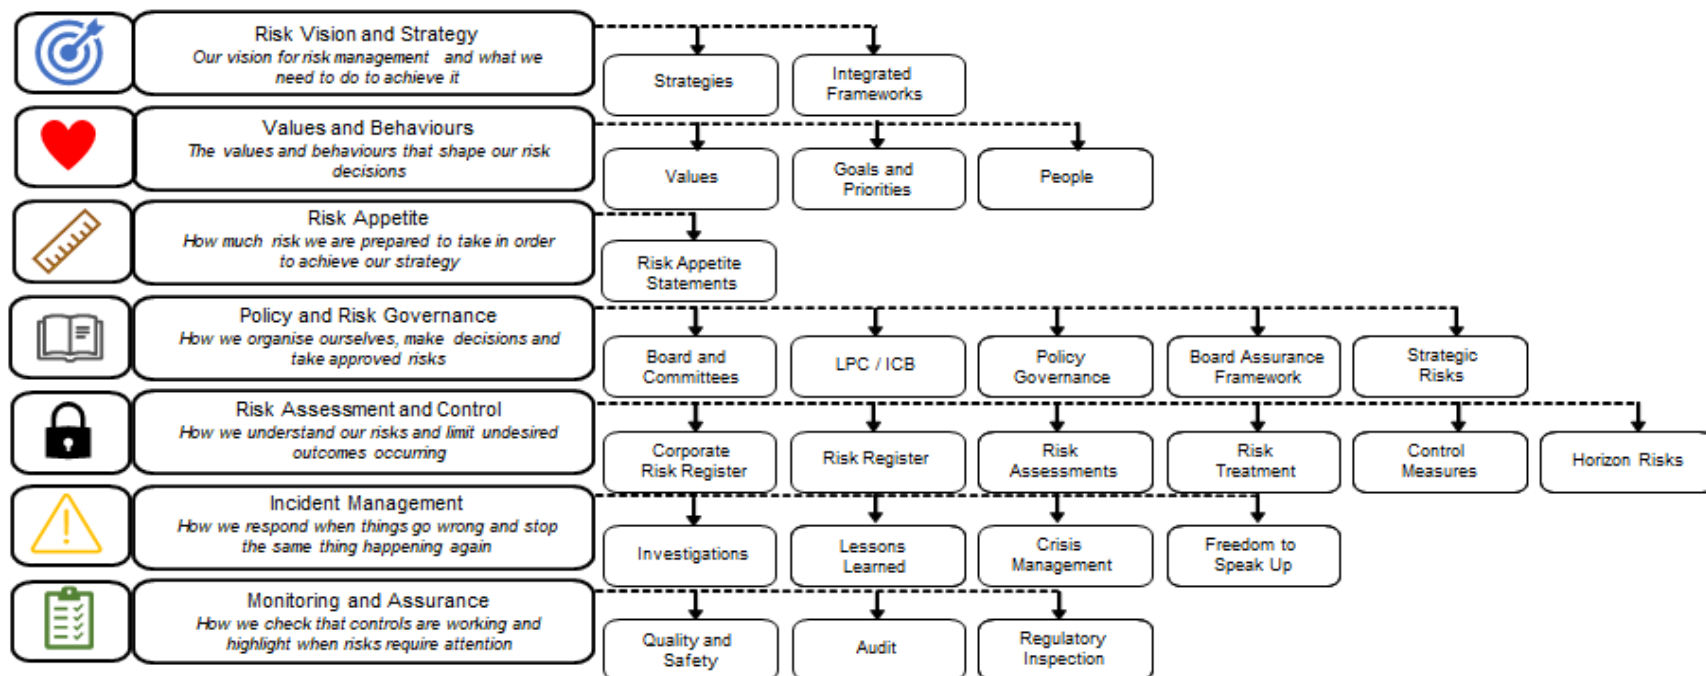 Risk Vision and Strategy
Our vision for risk management and what we
need to do to achieve it
Strategies
Integrated
Frameworks
Values and Behaviours
The values and behaviours that shape our risk
decisions
Values
Goals and
Priorities
People
Risk Appetite
How much risk we are prepared to take in order
to achieve our strategy
Risk Appetite
Statements
Policy and Risk Governance
How we organise ourselves, make decisions and
take approved risks
Board and
Committees
LPC / ICB
Policy
Governance
Board Assurance
Framework
Strategic
Risks
Risk Assessment and Control
How we understand our risks and limit undesired
outcomes occurring
Corporate
Risk Register
Risk Register
Risk
Assessments
Risk
Treatment
Control
Measures
Horizon Risks
Incident Management
How we respond when things go wrong and stop
the same thing happening again
Investigations
Lessons
Learned
Crisis
Management
Freedom to
Speak Up
Monitoring and Assurance
How we check that controls are working and
highlight when risks require attention
Quality and
Safety
Audit
Regulatory
Inspection